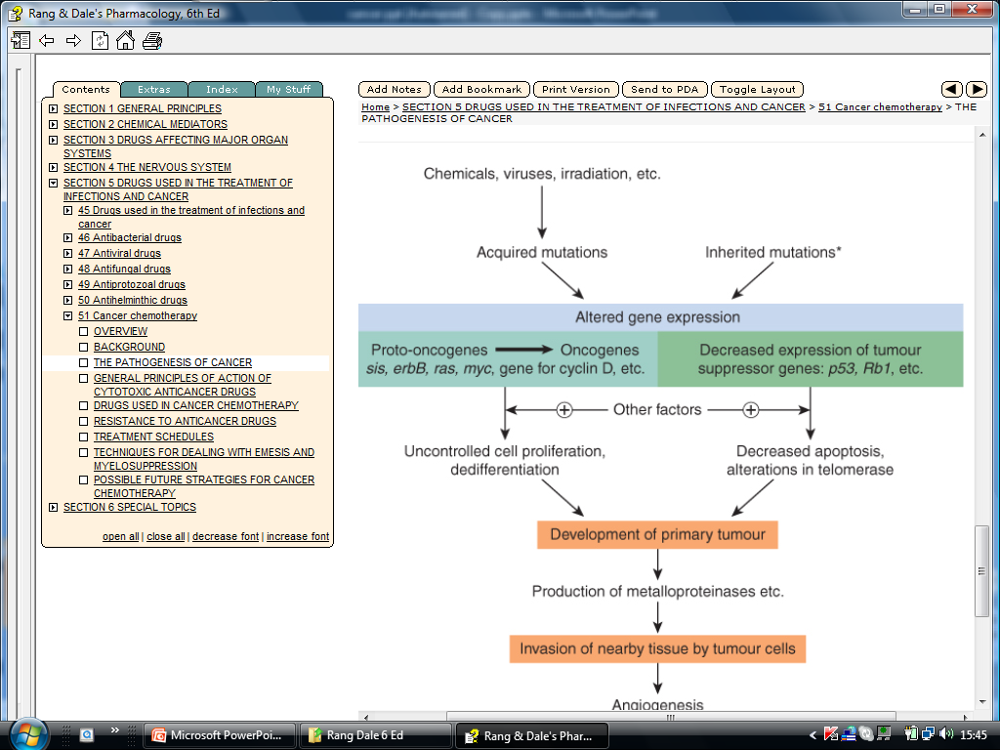 Rang & Dale's Pharmacology, 6th Ed
Contents Extras Index My Stuff
SECTION 1 GENERAL PRINCIPLES
SECTION 2 CHEMICAL MEDIATORS
SECTION 3 DRUGS AFFECTING MAJOR ORGAN
SYSTEMS
SECTION 4 THE NERVOUS SYSTEM
SECTION 5 DRUGS USED IN THE TREATMENT OF
INFECTIONS AND CANCER
45 Drugs used in the treatment of infections and
cancer
46 Antibacterial drugs
47 Antiviral drugs
48 Antifungal drugs
49 Antiprotozoal drugs
50 Antihelminthic drugs
51 Cancer chemotherapy
OVERVIEW
BACKGROUND
THE PATHOGENESIS OF CANCER
GENERAL PRINCIPLES OF ACTION OF
CYTOTOXIC ANTICANCER DRUGS
DRUGS USED IN CANCER CHEMOTHERAPY
RESISTANCE TO ANTICANCER DRUGS
TREATMENT SCHEDULES
TECHNIQUES FOR DEALING WITH EMESIS AND
MYELOSUPPRESSION
POSSIBLE FUTURE STRATEGIES FOR CANCER
CHEMOTHERAPY
SECTION 6 SPECIAL TOPICS
open all | close all | decrease font | increase font
Add Notes Add Bookmark Print Version Send to PDA Toggle Layout
Home > SECTION 5 DRUGS USED IN THE TREATMENT OF INFECTIONS AND CANCER > 51 Cancer chemotherapy > THE
PATHOGENESIS OF CANCER
Chemicals, viruses, irradiation, etc.
Acquired mutations
Inherited mutations*
Altered gene expression
Proto-oncogenes Oncogenes
sis, erbB, ras, myc, gene for cyclin D, etc.
Decreased expression of tumour
suppressor genes: p53, Rb1, etc.
+ Other factors +
Uncontrolled cell proliferation,
dedifferentiation
Decreased apoptosis,
alterations in telomerase
Development of primary tumour
Production of metalloproteinases etc.
Invasion of nearby tissue by tumour cells
Angiogenesis
Microsoft PowerPoi... Rang Dale 6 Ed Rang & Dale's Phar... 15:45